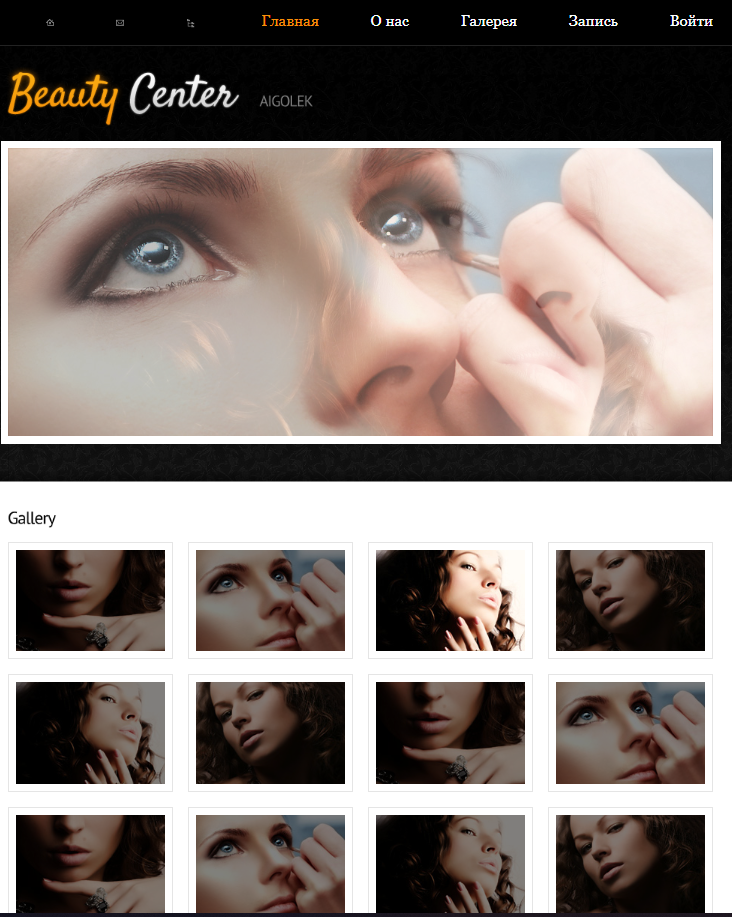 Главная О нас Галерея Запись Войти
Beauty Center AIGOLEK
Gallery